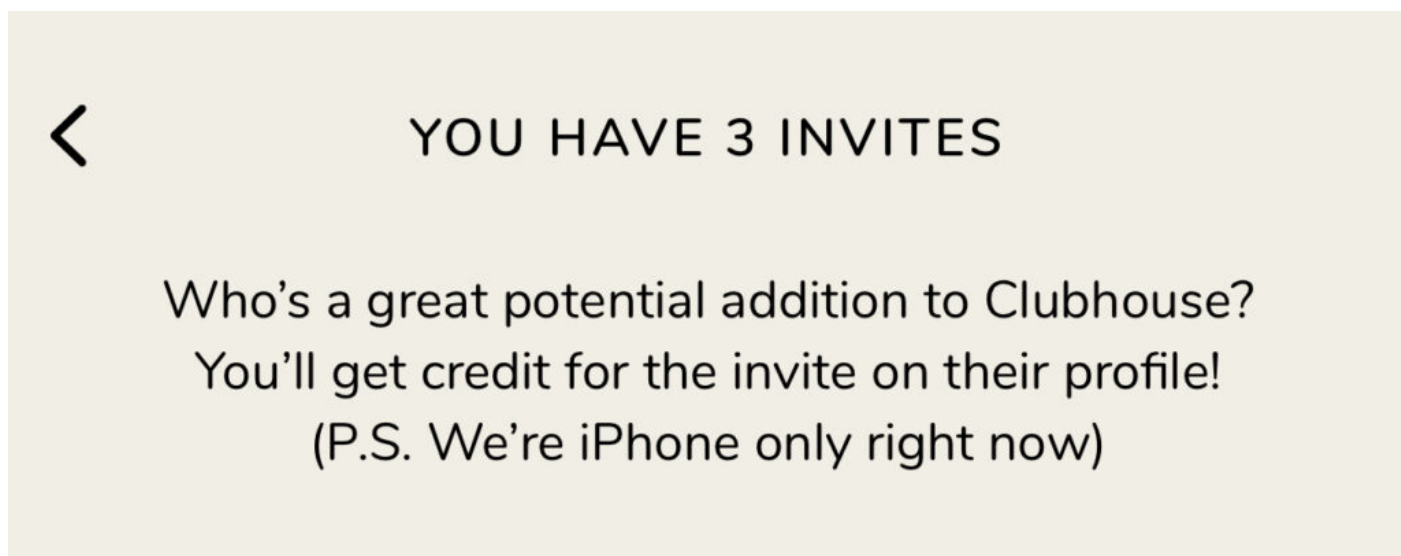 YOU HAVE 3 INVITES
Who’s a great potential addition to Clubhouse?
You’ll get credit for the invite on their profile!
(P.S. We’re iPhone only right now)